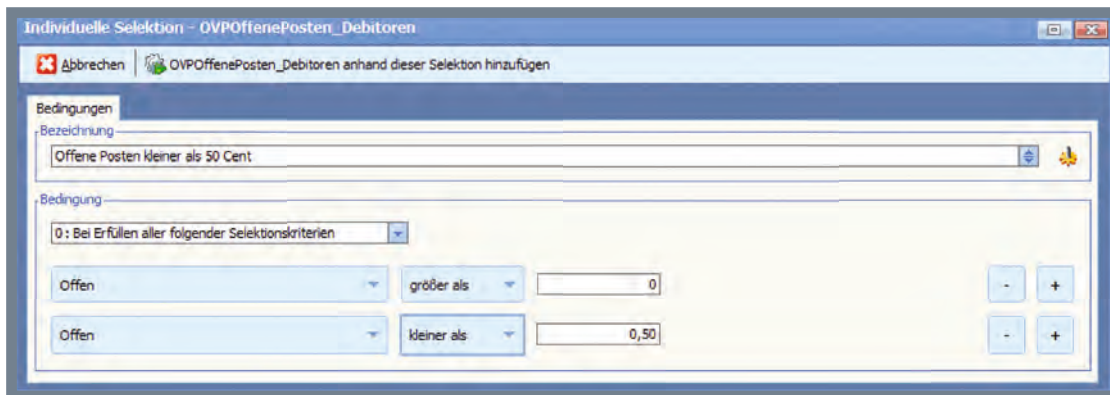 Individuelle Selektion - OVPOffenePosten_Debitoren
Abbrechen OVPOffenePosten_Debitoren anhand dieser Selektion hinzufügen
Bedingungen
Bezeichnung
Offene Posten kleiner als 50 Cent
Bedingung
0 : Bei Erfüllen aller folgender Selektionskriterien
Offen größer als 0 - +
Offen kleiner als 0,50 - +